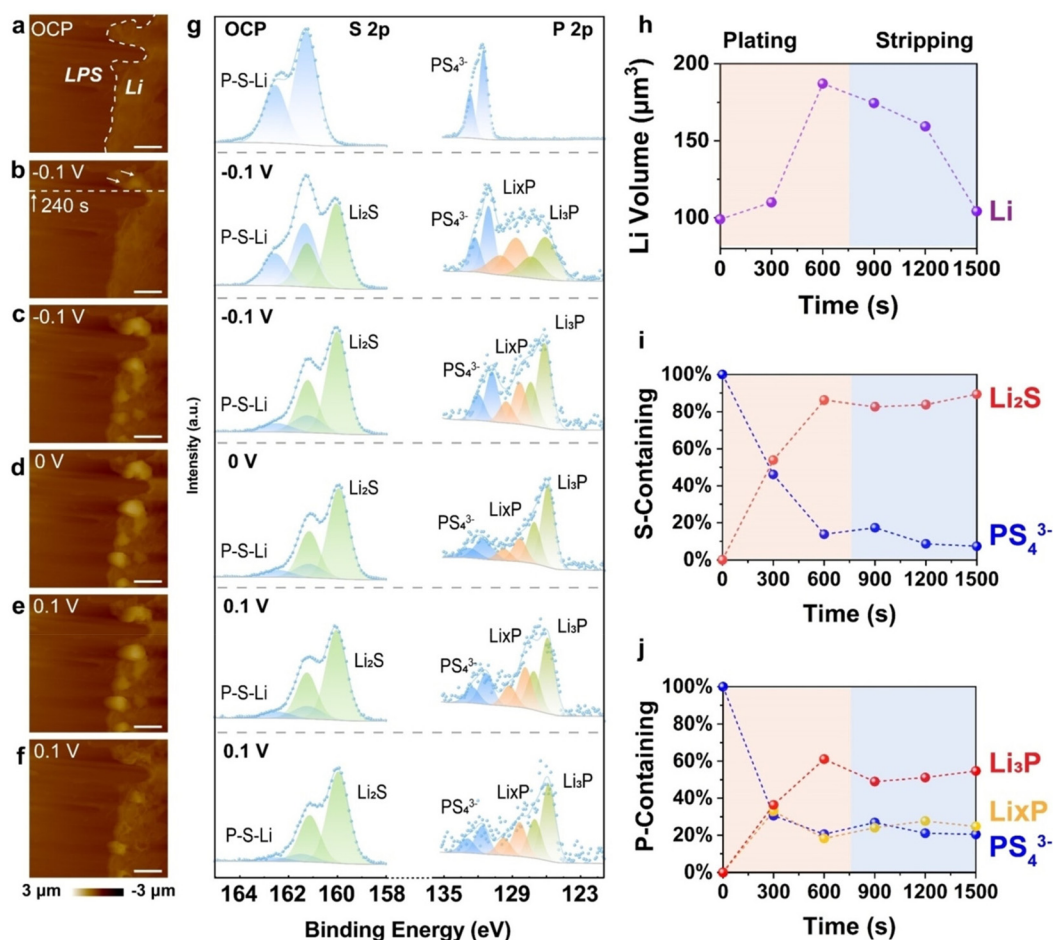 a
OCP
LPS
Li
b
-0.1 V
240 s
c
-0.1 V
d
0 V
e
0.1 V
f
0.1 V
3 μm
-3 μm
g
OCP
S 2p
P 2p
P-S-Li
PS₄³⁻
-0.1 V
P-S-Li
Li₂S
PS₄³⁻
LixP
Li₃P
-0.1 V
P-S-Li
Li₂S
PS₄³⁻
LixP
Li₃P
0 V
P-S-Li
Li₂S
PS₄³⁻
LixP
Li₃P
0.1 V
P-S-Li
Li₂S
PS₄³⁻
LixP
Li₃P
0.1 V
P-S-Li
Li₂S
PS₄³⁻
LixP
Li₃P
Intensity (a.u.)
164 162 160 158 135 129 123
Binding Energy (eV)
h
Plating
Stripping
Li Volume (μm³)
200
150
100
Li
0 300 600 900 1200 1500
Time (s)
i
S-Containing
100%
80%
60%
40%
20%
0%
Li₂S
PS₄³⁻
0 300 600 900 1200 1500
Time (s)
j
P-Containing
100%
80%
60%
40%
20%
0%
Li₃P
LixP
PS₄³⁻
0 300 600 900 1200 1500
Time (s)